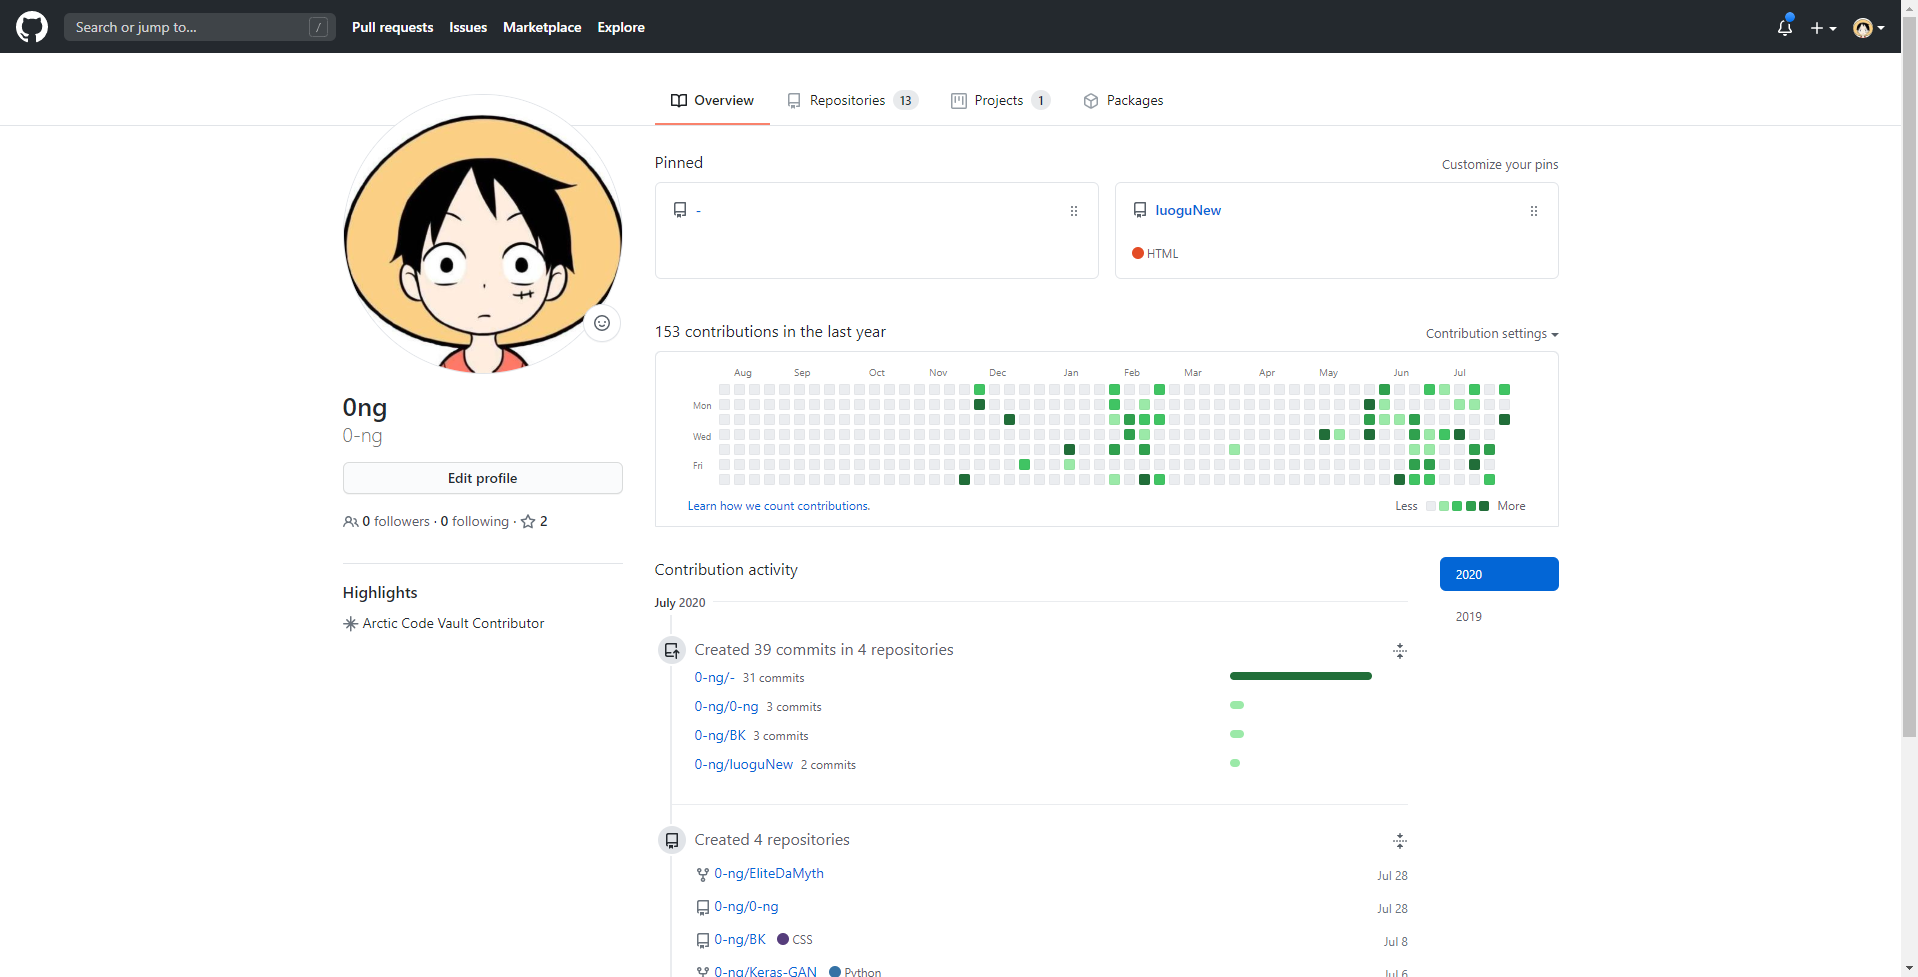 Search or jump to... /
Pull requests Issues Marketplace Explore
Overview Repositories 13 Projects 1 Packages
0ng
0-ng
Edit profile
0 followers · 0 following · 2
Highlights
Arctic Code Vault Contributor
Pinned Customize your pins
-
luoguNew
HTML
153 contributions in the last year Contribution settings
Aug Sep Oct Nov Dec Jan Feb Mar Apr May Jun Jul
Mon
Wed
Fri
Learn how we count contributions. Less More
Contribution activity
2020
2019
July 2020
Created 39 commits in 4 repositories
0-ng/- 31 commits
0-ng/0-ng 3 commits
0-ng/BK 3 commits
0-ng/luoguNew 2 commits
Created 4 repositories
0-ng/EliteDaMyth Jul 28
0-ng/0-ng Jul 28
0-ng/BK CSS Jul 8
0-ng/Keras-GAN Python Jul 6